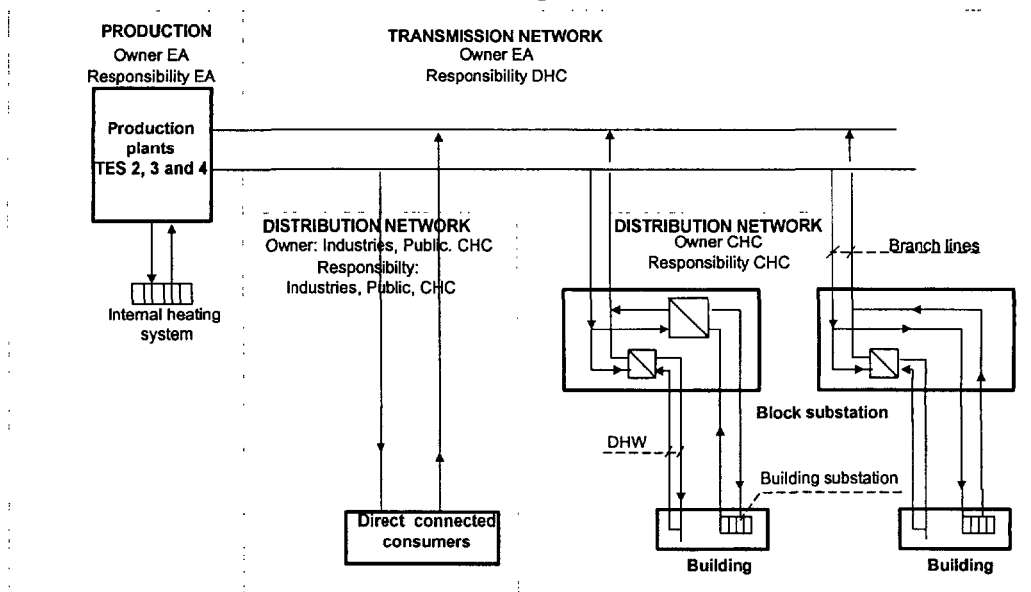 PRODUCTION
Owner EA
Responsibility EA
TRANSMISSION NETWORK
Owner EA
Responsibility DHC
Production
plants
TES 2, 3 and 4
Internal heating
system
DISTRIBUTION NETWORK
Owner: Industries, Public. CHC
Responsibilty:
Industries, Public, CHC
DISTRIBUTION NETWORK
Owner CHC
Responsibility CHC
Branch lines
Block substation
DHW
Building substation
Direct connected
consumers
Building
Building